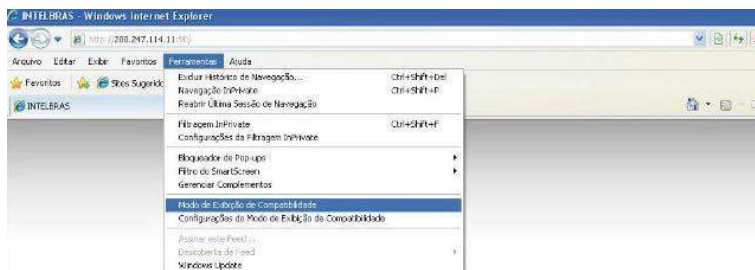 INTELBRAS - Windows Internet Explorer
http://200.247.114.11:90/
Arquivo Editar Exibir Favoritos Ferramentas Ajuda
Favoritos Sites Sugerido
INTELBRAS
Excluir Histórico de Navegação... Ctrl+Shift+Del
Navegação InPrivate Ctrl+Shift+P
Reabrir Última Sessão de Navegação
Filtragem InPrivate Ctrl+Shift+F
Configurações da Filtragem InPrivate
Bloqueador de Pop-ups
Filtro do SmartScreen
Gerenciar Complementos
Modo de Exibição de Compatibilidade
Configurações do Modo de Exibição de Compatibilidade
Assinar este Feed...
Descoberta de Feed
Windows Update